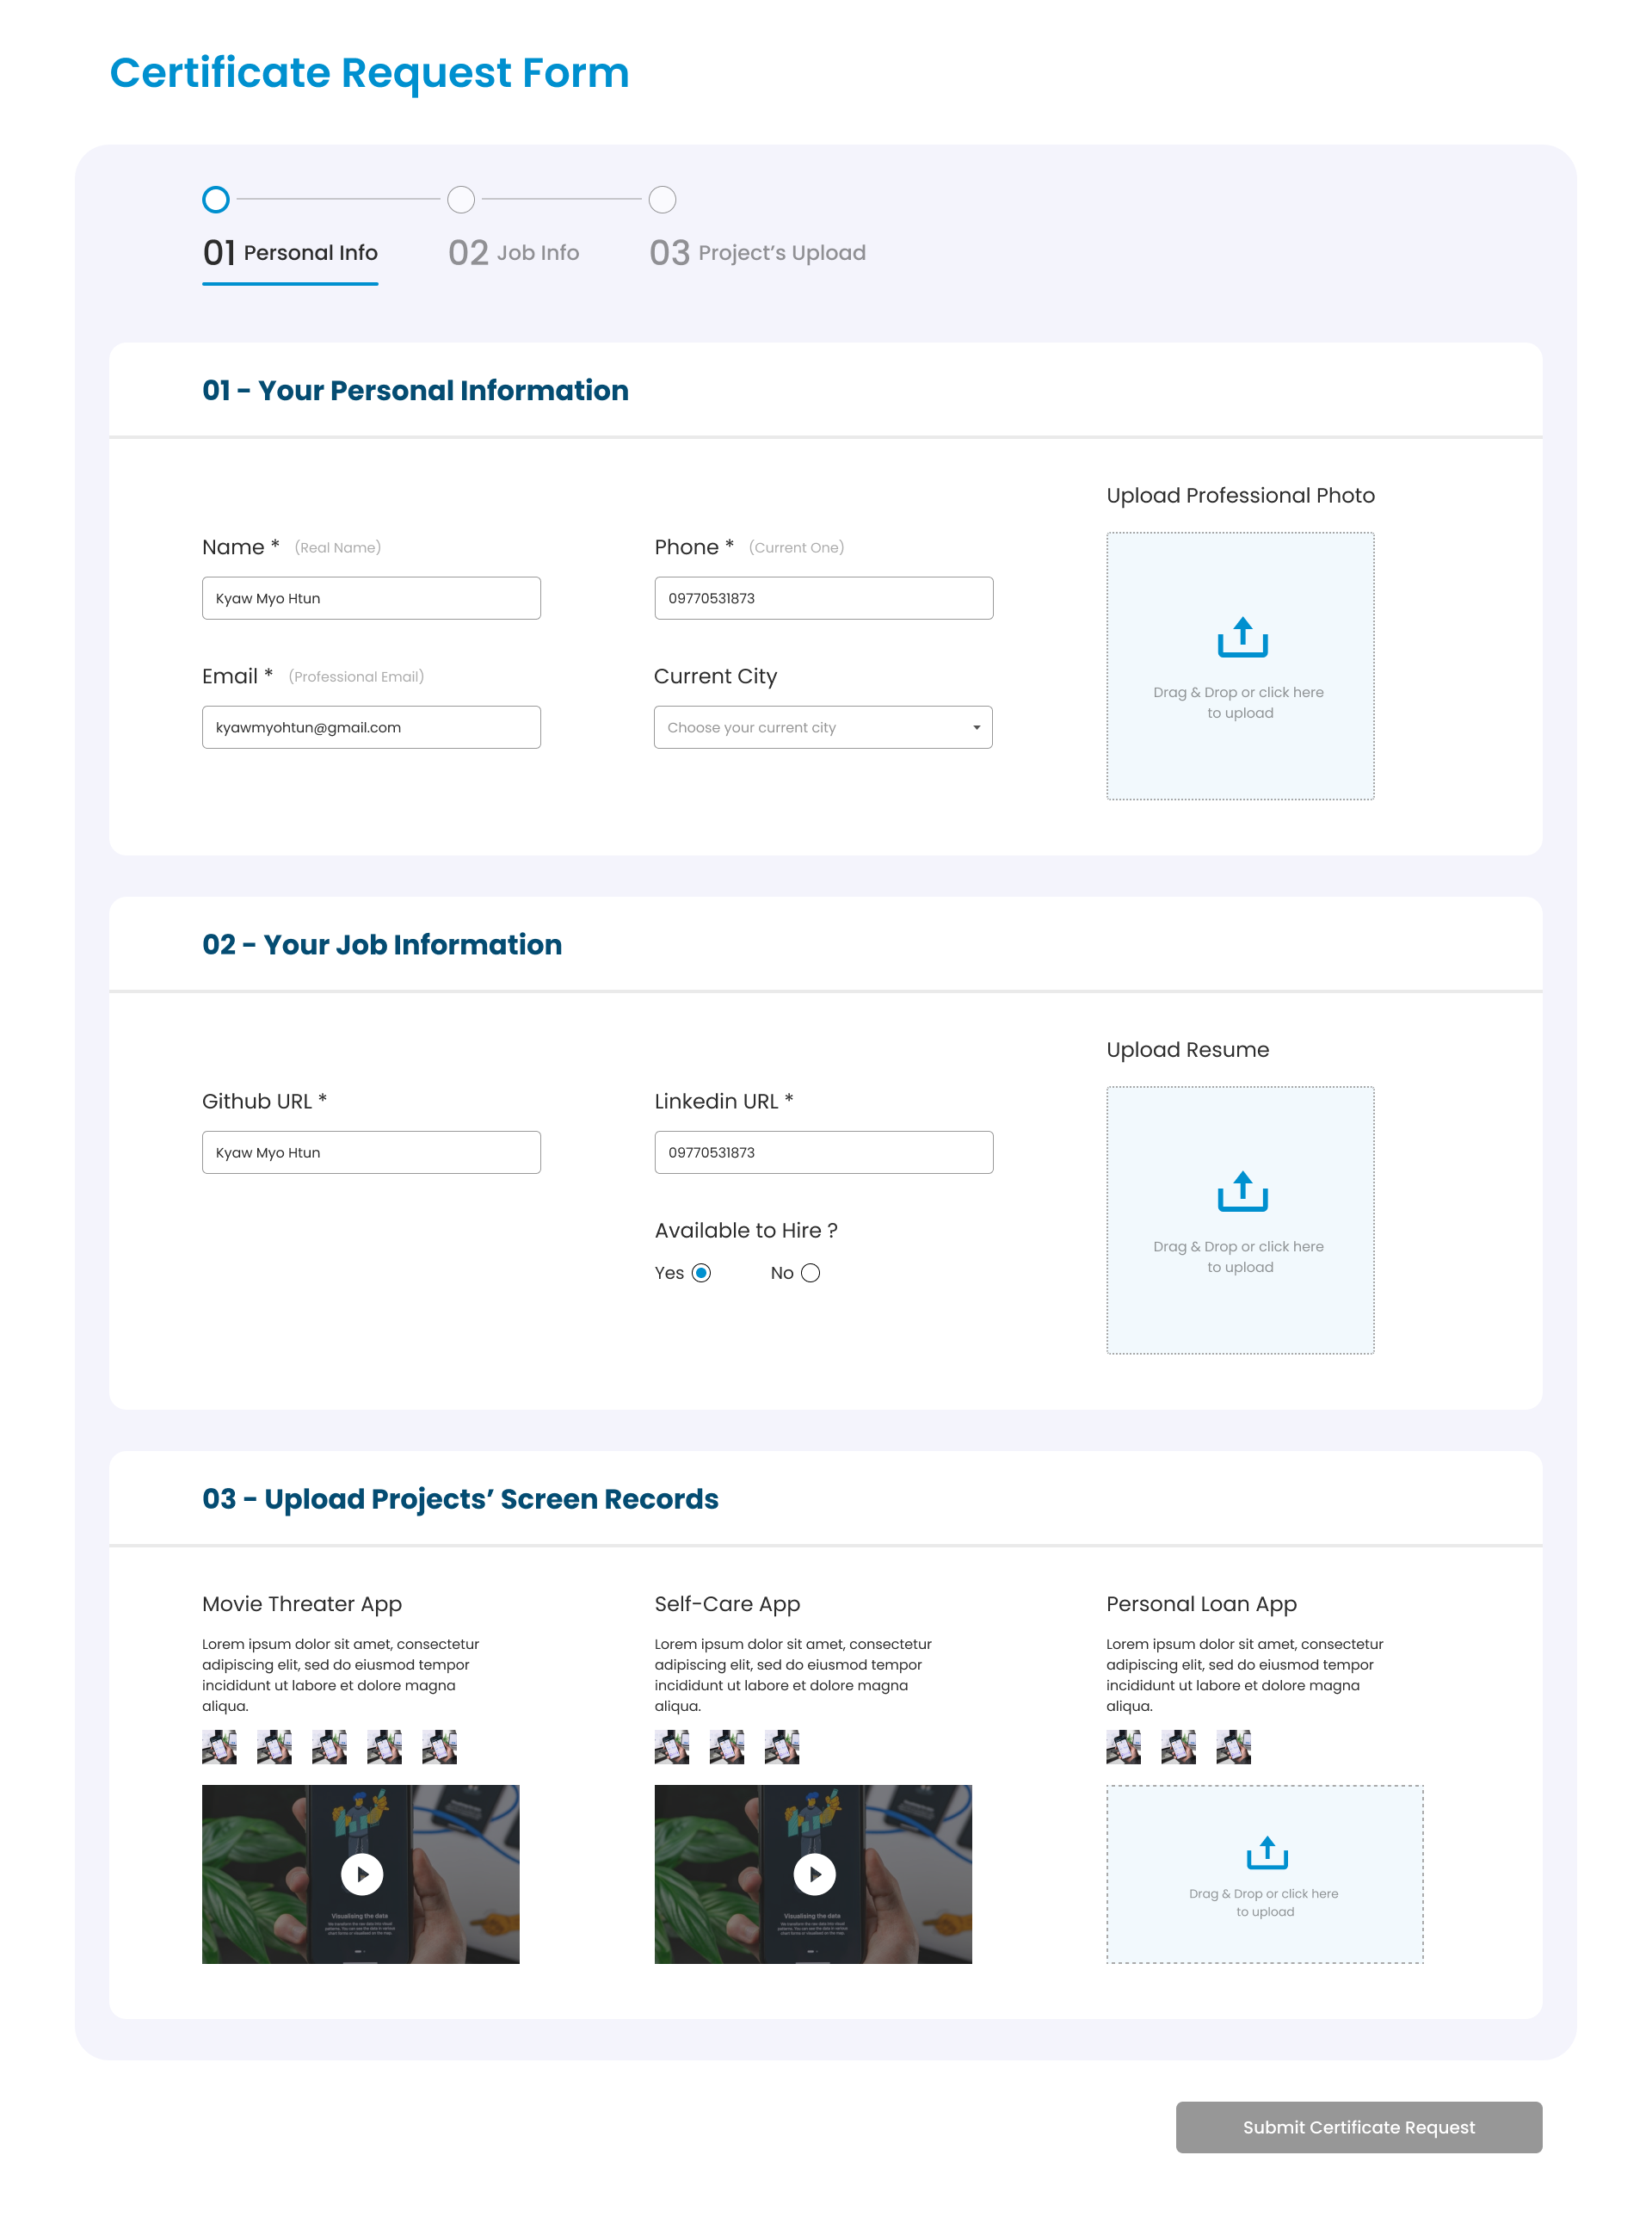 Certificate Request Form
01 Personal Info
02 Job Info
03 Project’s Upload
01 - Your Personal Information
Upload Professional Photo
Name * (Real Name)
Phone * (Current One)
Kyaw Myo Htun
09770531873
Email * (Professional Email)
Current City
kyawmyohtun@gmail.com
Choose your current city
Drag & Drop or click here
to upload
02 - Your Job Information
Upload Resume
Github URL *
Linkedin URL *
Kyaw Myo Htun
09770531873
Available to Hire ?
Yes
No
Drag & Drop or click here
to upload
03 - Upload Projects’ Screen Records
Movie Threater App
Lorem ipsum dolor sit amet, consectetur
adipiscing elit, sed do eiusmod tempor
incididunt ut labore et dolore magna
aliqua.
Visualising the data
Self-Care App
Lorem ipsum dolor sit amet, consectetur
adipiscing elit, sed do eiusmod tempor
incididunt ut labore et dolore magna
aliqua.
Visualising the data
Personal Loan App
Lorem ipsum dolor sit amet, consectetur
adipiscing elit, sed do eiusmod tempor
incididunt ut labore et dolore magna
aliqua.
Drag & Drop or click here
to upload
Submit Certificate Request